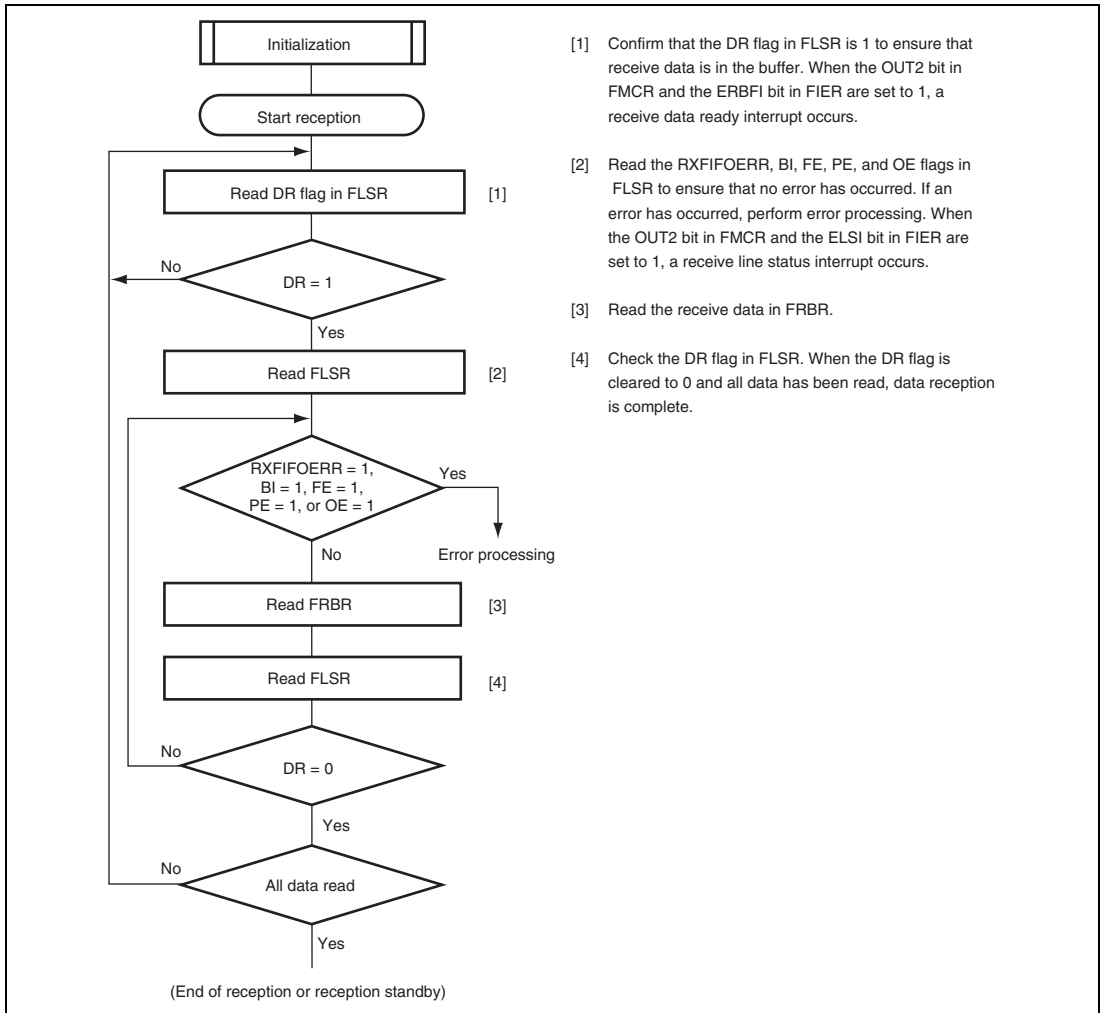 Initialization
Start reception
Read DR flag in FLSR
[1]
No
DR = 1
Yes
Read FLSR
[2]
RXFIFOERR = 1,
BI = 1, FE = 1,
PE = 1, or OE = 1
Yes
No
Error processing
Read FRBR
[3]
Read FLSR
[4]
No
DR = 0
Yes
No
All data read
Yes
(End of reception or reception standby)
[1] Confirm that the DR flag in FLSR is 1 to ensure that
receive data is in the buffer. When the OUT2 bit in
FMCR and the ERBFI bit in FIER are set to 1, a
receive data ready interrupt occurs.
[2] Read the RXFIFOERR, BI, FE, PE, and OE flags in
FLSR to ensure that no error has occurred. If an
error has occurred, perform error processing. When
the OUT2 bit in FMCR and the ELSI bit in FIER are
set to 1, a receive line status interrupt occurs.
[3] Read the receive data in FRBR.
[4] Check the DR flag in FLSR. When the DR flag is
cleared to 0 and all data has been read, data reception
is complete.